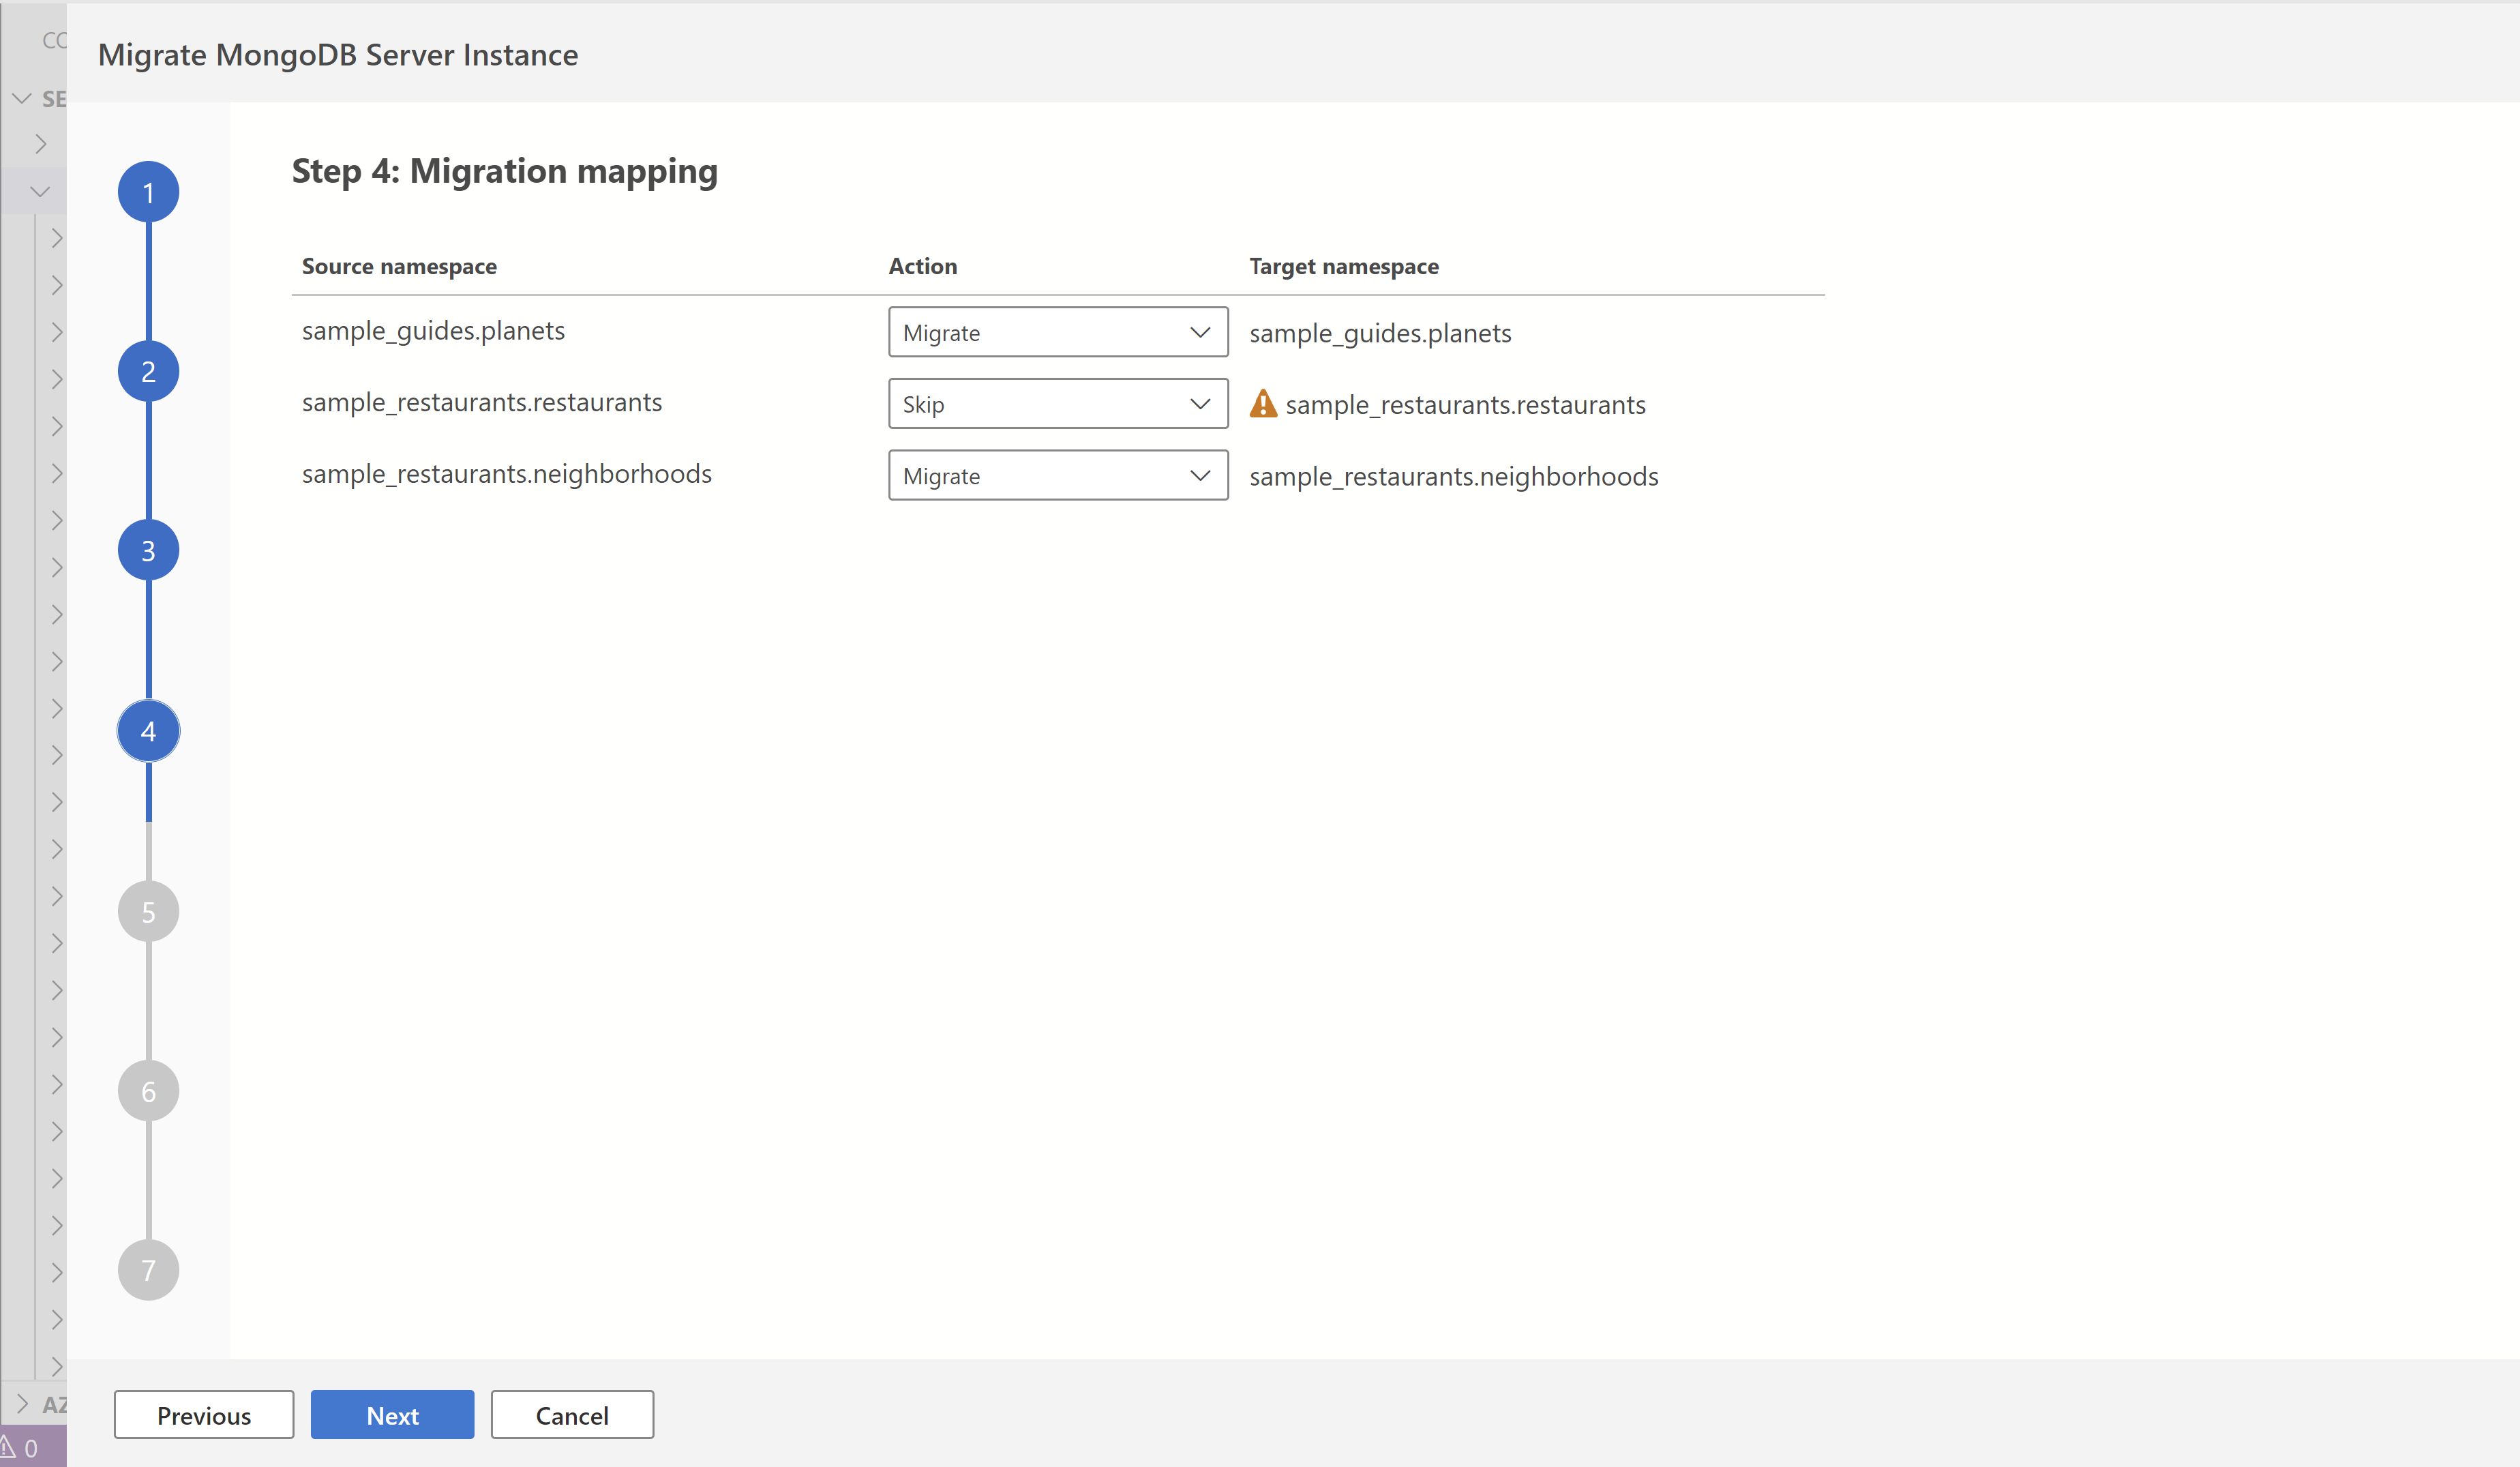 Migrate MongoDB Server Instance
Step 4: Migration mapping
Source namespace Action Target namespace
sample_guides.planets Migrate sample_guides.planets
sample_restaurants.restaurants Skip sample_restaurants.restaurants
sample_restaurants.neighborhoods Migrate sample_restaurants.neighborhoods
1
2
3
4
5
6
7
Previous Next Cancel
CO
SE
AZ
0